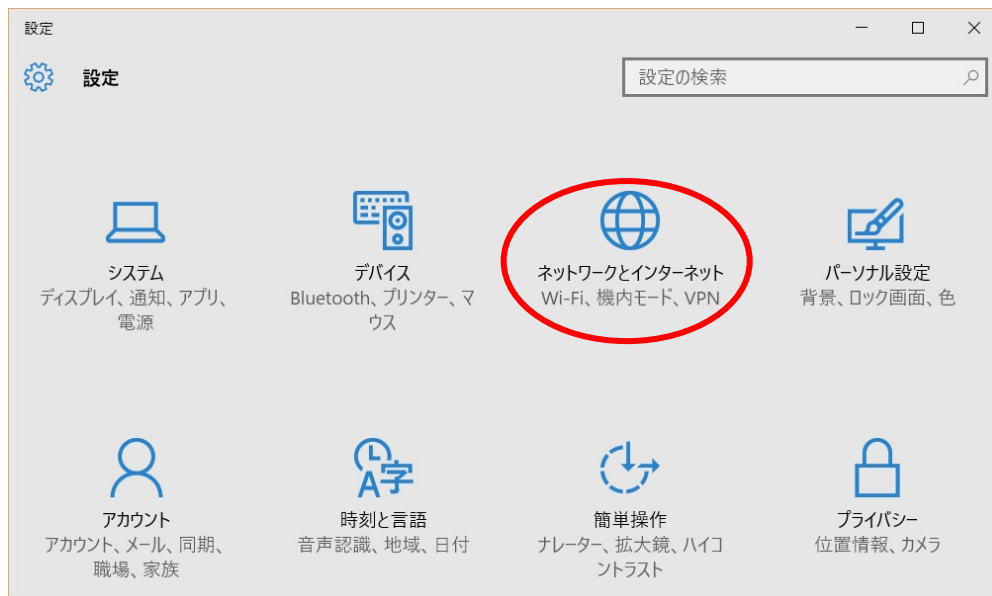 設定
設定
設定の検索
システム
ディスプレイ、通知、アプリ、
電源
デバイス
Bluetooth、プリンター、マ
ウス
ネットワークとインターネット
Wi-Fi、機内モード、VPN
パーソナル設定
背景、ロック画面、色
アカウント
アカウント、メール、同期、
職場、家族
A字
時刻と言語
音声認識、地域、日付
簡単操作
ナレーター、拡大鏡、ハイコ
ントラスト
プライバシー
位置情報、カメラ